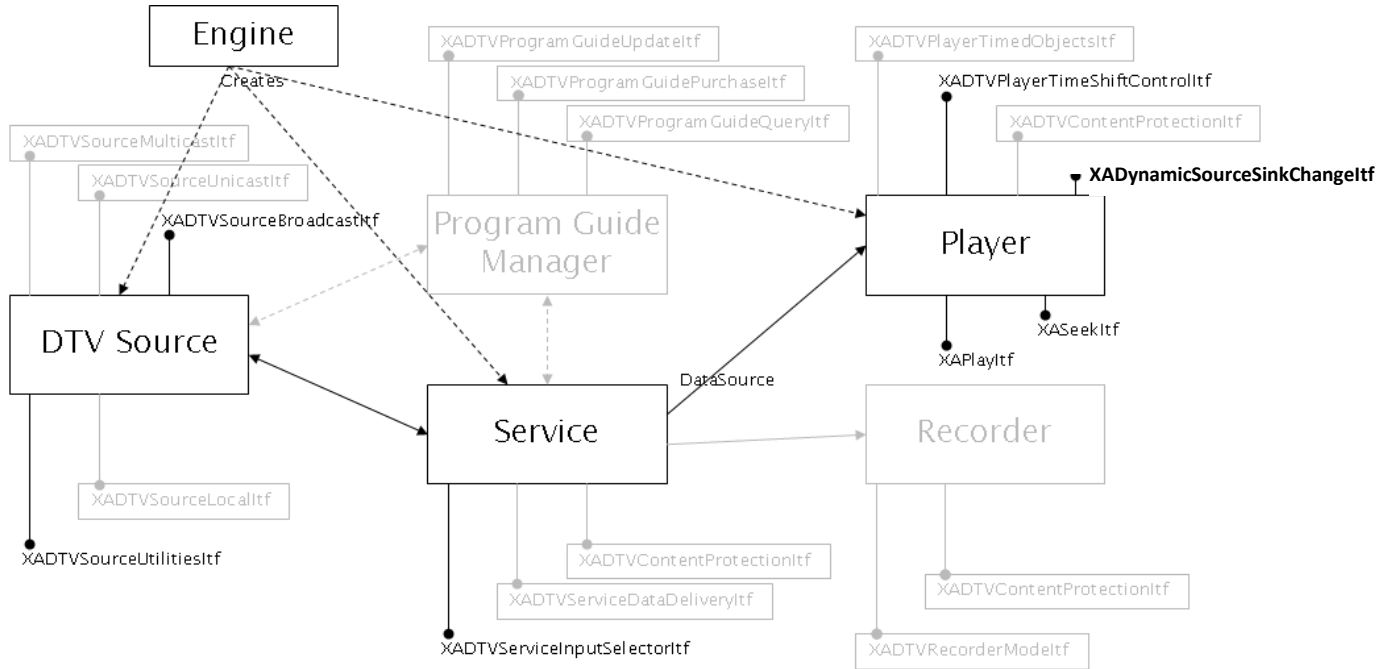 Engine
Creates
XADTVProgramGuideUpdateItf
XADTVProgramGuidePurchaseItf
XADTVProgramGuideQueryItf
XADTVPlayerTimedObjectsItf
XADTVPlayerTimeShiftControlItf
XADTVContentProtectionItf
XADynamicSourceSinkChangeItf
XADTVSourceMulticastItf
XADTVSourceUnicastItf
XADTVSourceBroadcastItf
Program Guide
Manager
Player
DTV Source
XASeekItf
XAPlayItf
DataSource
Service
Recorder
XADTVSourceLocalItf
XADTVSourceUtilitiesItf
XADTVContentProtectionItf
XADTVServiceDataDeliveryItf
XADTVServiceInputSelectorItf
XADTVContentProtectionItf
XADTVRecorderModeItf